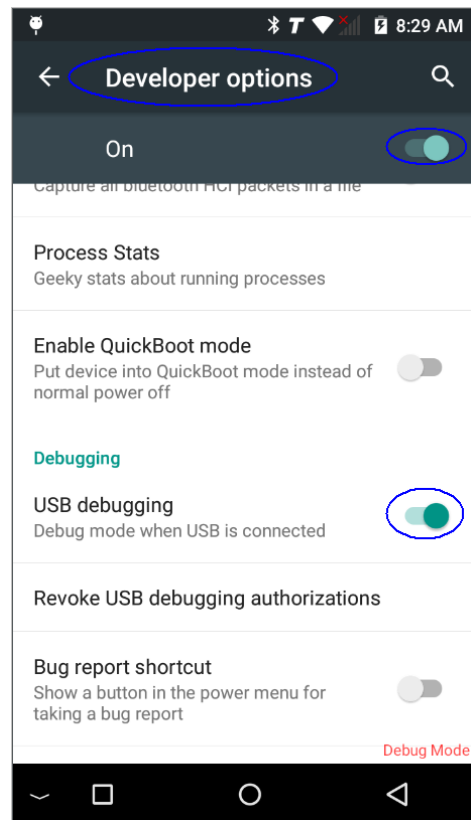 8:29 AM
Developer options
On
Capture all bluetooth HCI packets in a file
Process Stats
Geeky stats about running processes
Enable QuickBoot mode
Put device into QuickBoot mode instead of
normal power off
Debugging
USB debugging
Debug mode when USB is connected
Revoke USB debugging authorizations
Bug report shortcut
Show a button in the power menu for
taking a bug report
Debug Mode